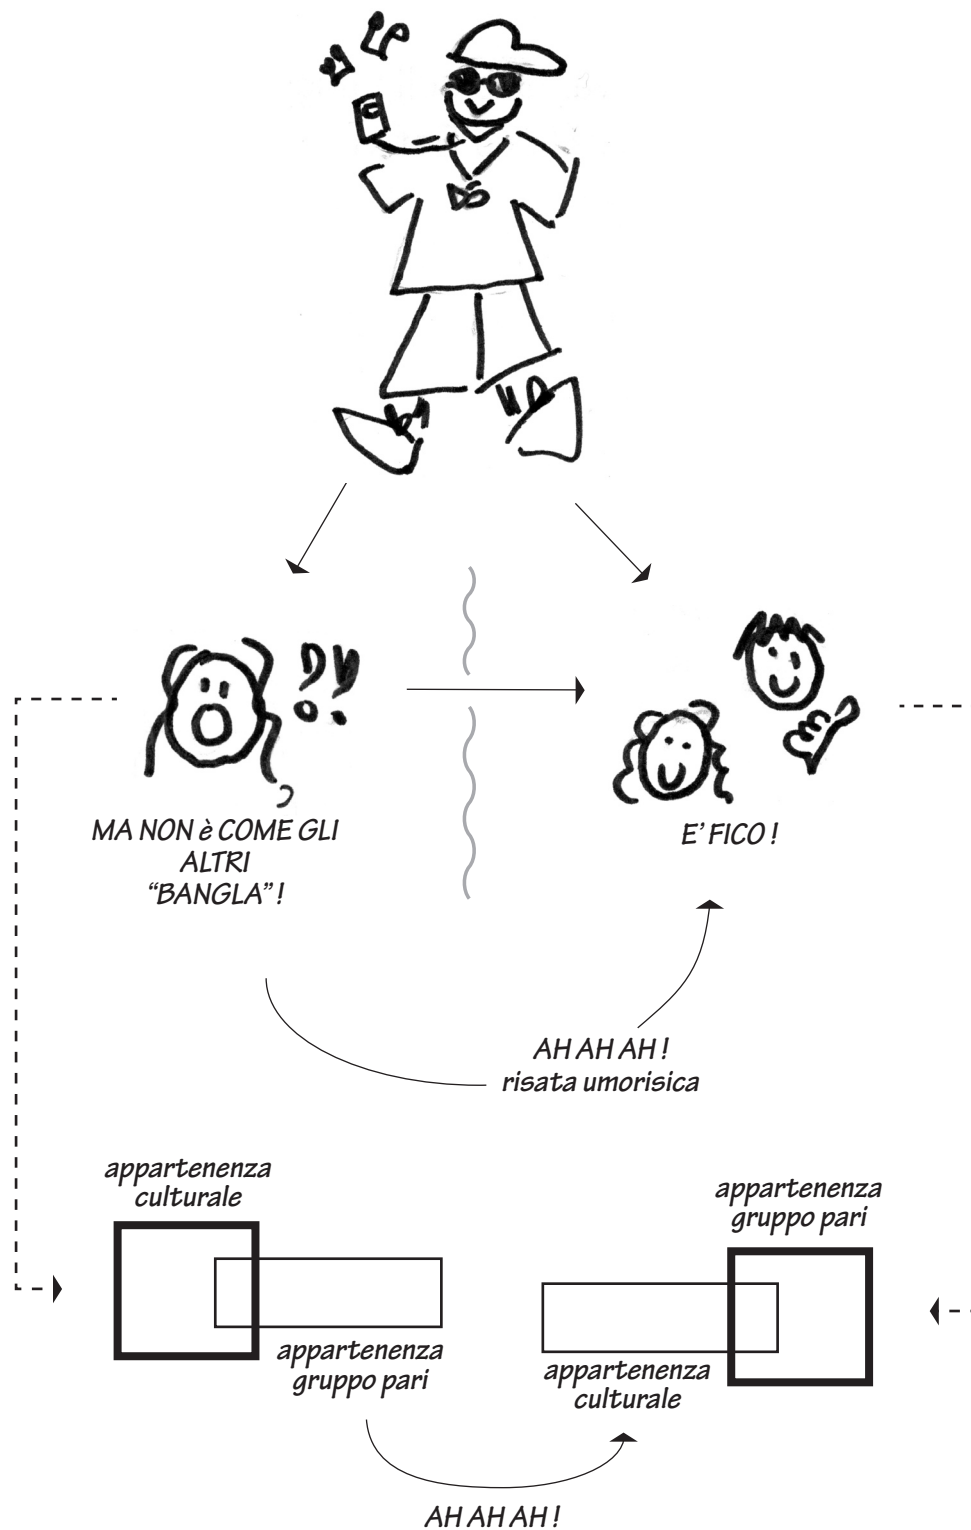 D$
?!
MA NON è COME GLI
ALTRI
“BANGLA” !
E’ FICO !
AH AH AH !
risata umorisica
appartenenza
culturale
appartenenza
gruppo pari
appartenenza
gruppo pari
appartenenza
culturale
AH AH AH !